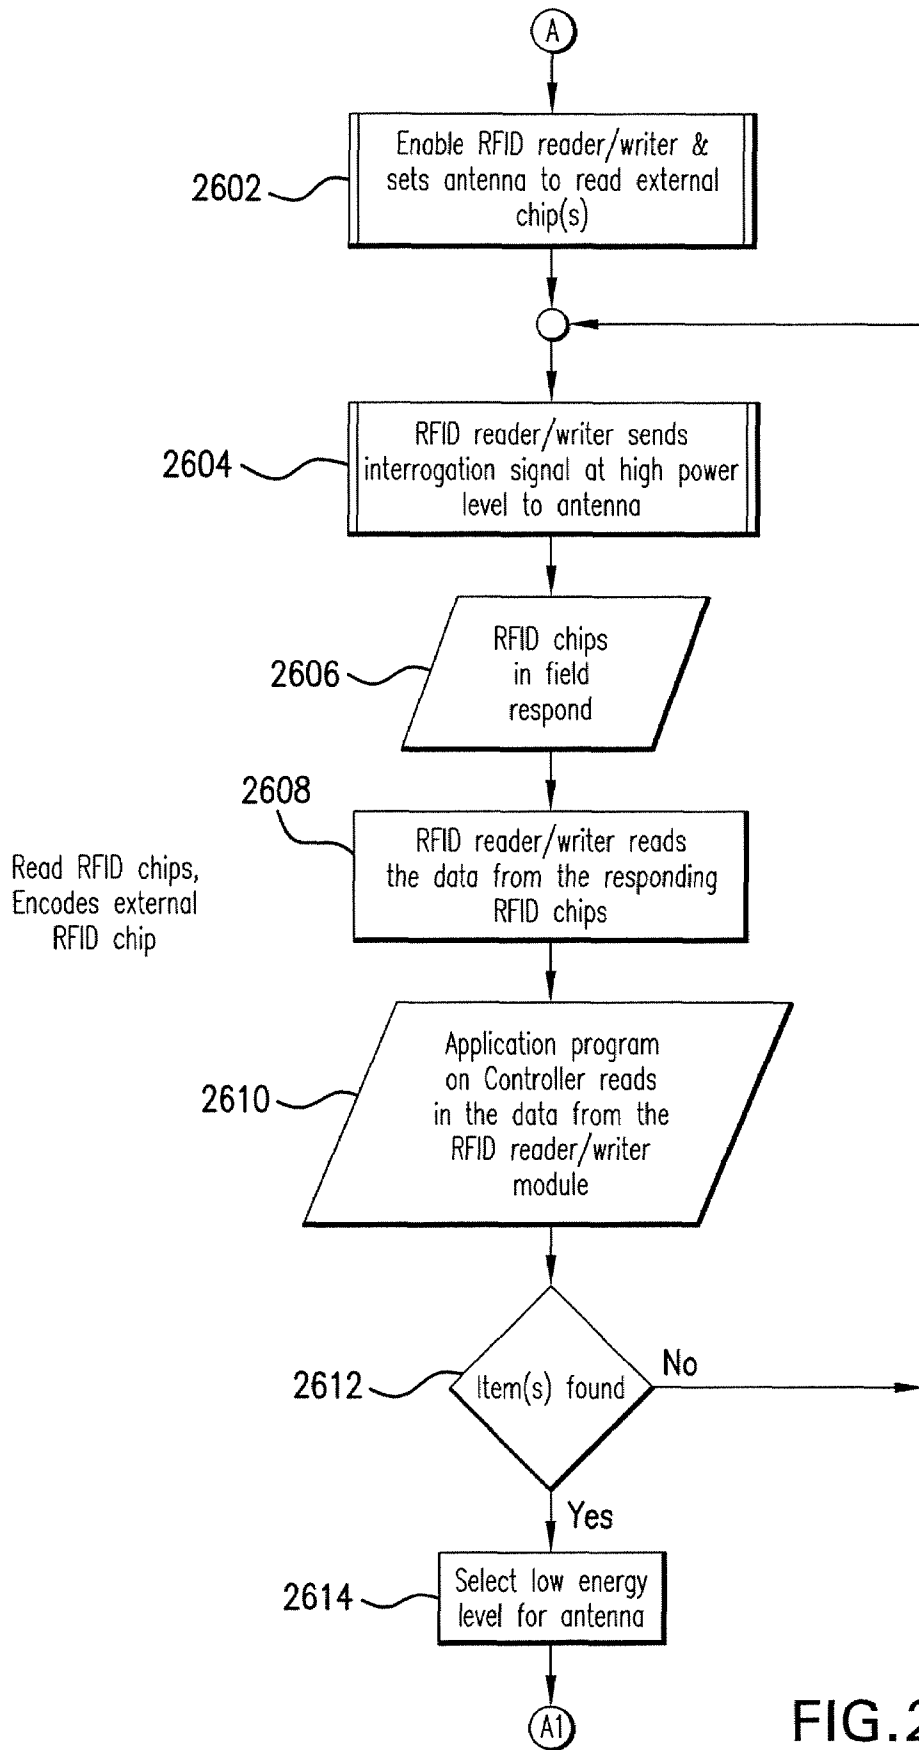 A
Enable RFID reader/writer &
sets antenna to read external
chip(s)
2602
RFID reader/writer sends
interrogation signal at high power
level to antenna
2604
RFID chips
in field
respond
2606
2608
RFID reader/writer reads
the data from the responding
RFID chips
Read RFID chips,
Encodes external
RFID chip
Application program
on Controller reads
in the data from the
RFID reader/writer
module
2610
Item(s) found
2612
No
Yes
Select low energy
level for antenna
2614
A1
FIG.2